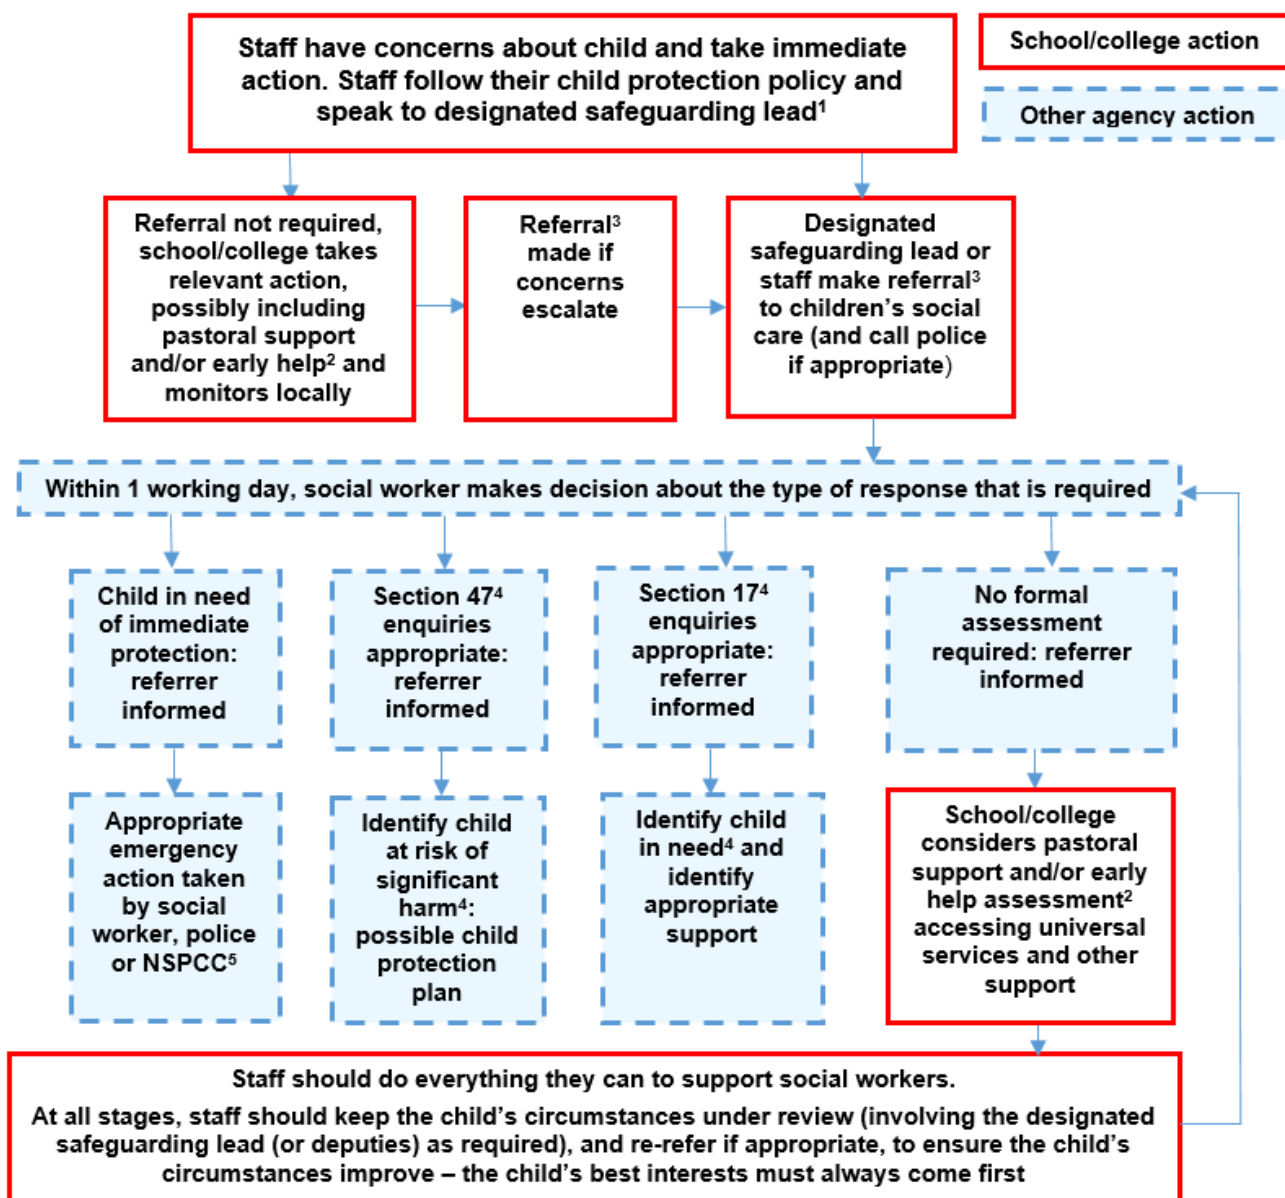 Staff have concerns about child and take immediate
action. Staff follow their child protection policy and
speak to designated safeguarding lead¹
School/college action
Other agency action
Referral not required,
school/college takes
relevant action,
possibly including
pastoral support
and/or early help² and
monitors locally
Referral³
made if
concerns
escalate
Designated
safeguarding lead or
staff make referral³
to children’s social
care (and call police
if appropriate)
Within 1 working day, social worker makes decision about the type of response that is required
Child in need
of immediate
protection:
referrer
informed
Section 47⁴
enquiries
appropriate:
referrer
informed
Section 17⁴
enquiries
appropriate:
referrer
informed
No formal
assessment
required: referrer
informed
Appropriate
emergency
action taken
by social
worker, police
or NSPCC⁵
Identify child
at risk of
significant
harm⁴:
possible child
protection
plan
Identify child
in need⁴ and
identify
appropriate
support
School/college
considers pastoral
support and/or early
help assessment²
accessing universal
services and other
support
Staff should do everything they can to support social workers.
At all stages, staff should keep the child’s circumstances under review (involving the designated
safeguarding lead (or deputies) as required), and re-refer if appropriate, to ensure the child’s
circumstances improve – the child’s best interests must always come first